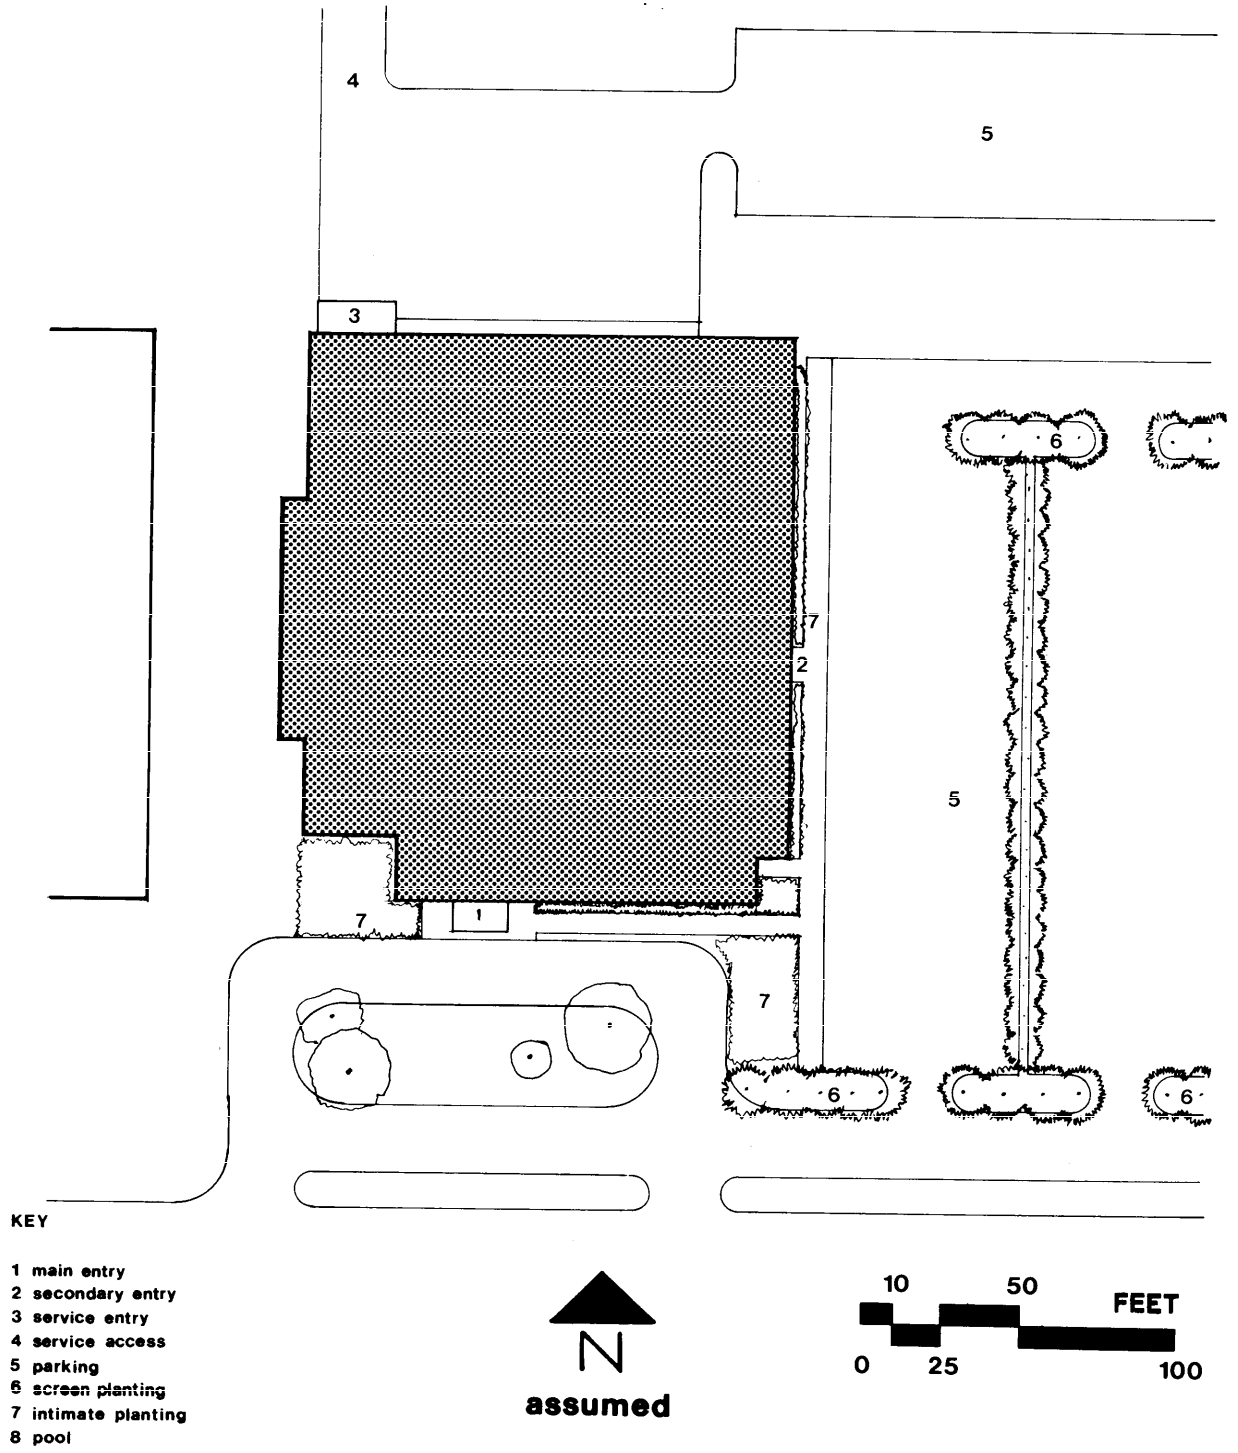 4
5
3
7
2
6
5
1
7
7
6
6
KEY
1 main entry
2 secondary entry
3 service entry
4 service access
5 parking
6 screen planting
7 intimate planting
8 pool
N
assumed
10 50
FEET
0 25 100